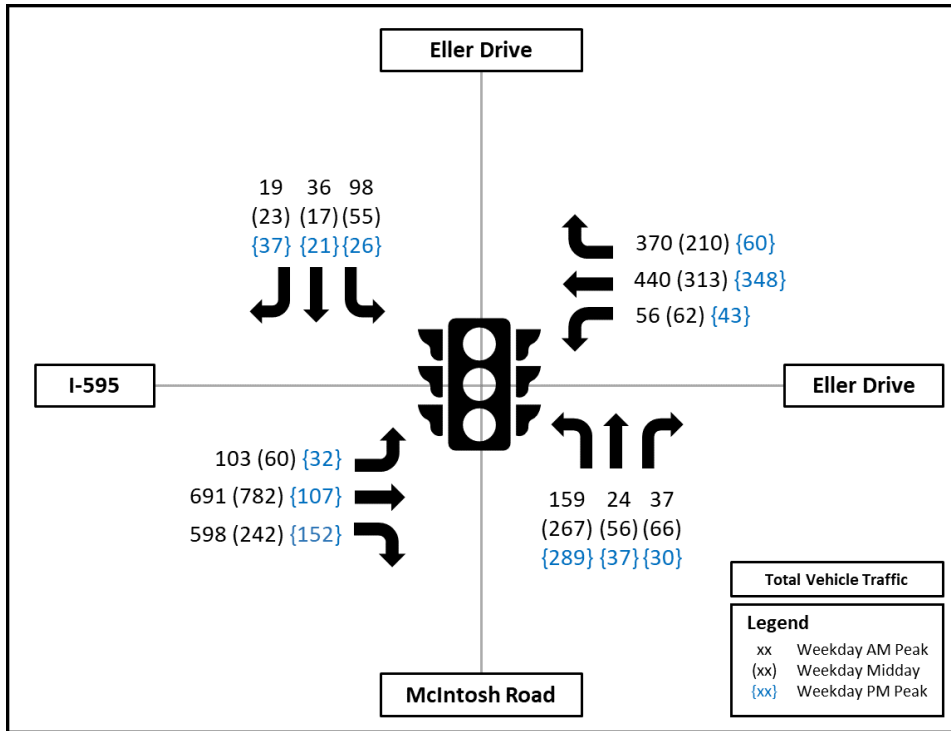 Eller Drive
19 36 98
(23) (17) (55)
{37} {21} {26}
370 (210) {60}
440 (313) {348}
56 (62) {43}
I-595
Eller Drive
103 (60) {32}
691 (782) {107}
598 (242) {152}
159 24 37
(267) (56) (66)
{289} {37} {30}
Total Vehicle Traffic
Legend
xx Weekday AM Peak
(xx) Weekday Midday
{xx} Weekday PM Peak
McIntosh Road